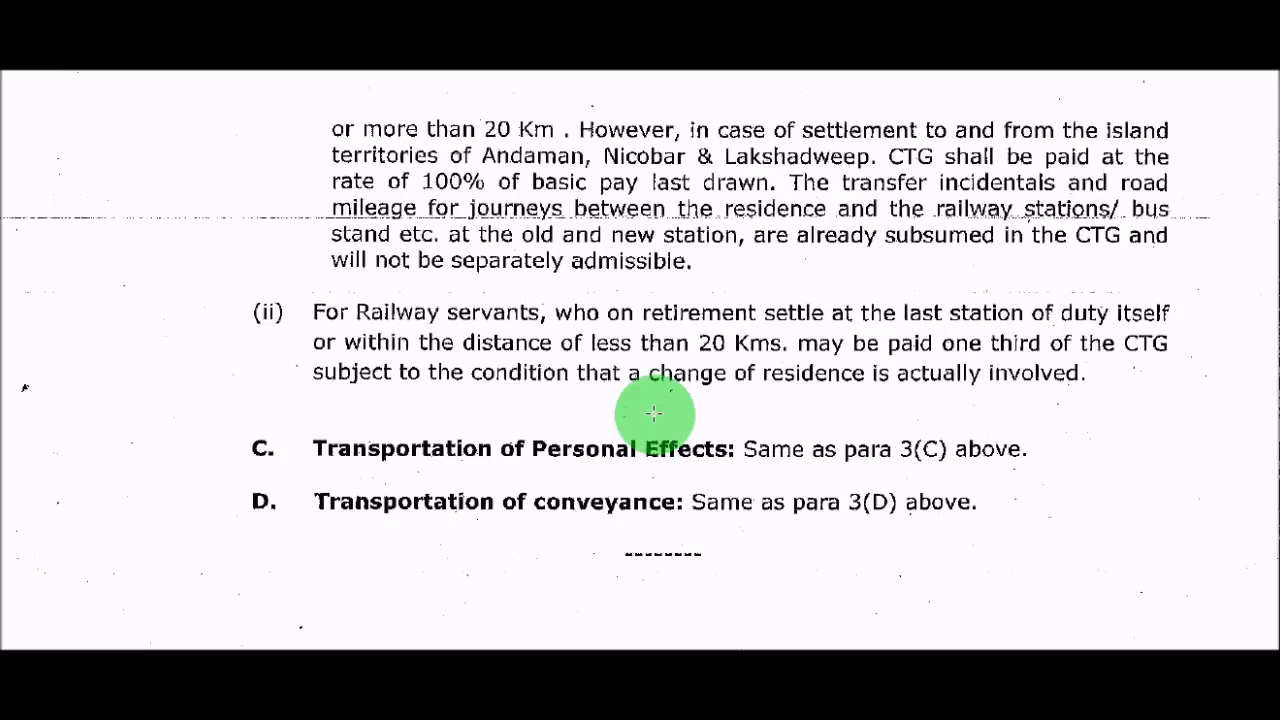 or more than 20 Km . However, in case of settlement to and from the island
territories of Andaman, Nicobar & Lakshadweep. CTG shall be paid at the
rate of 100% of basic pay last drawn. The transfer incidentals and road
mileage for journeys between the residence and the railway stations/ bus
stand etc. at the old and new station, are already subsumed in the CTG and
will not be separately admissible.
(ii) For Railway servants, who on retirement settle at the last station of duty itself
or within the distance of less than 20 Kms. may be paid one third of the CTG
subject to the condition that a change of residence is actually involved.
C. Transportation of Personal Effects: Same as para 3(C) above.
D. Transportation of conveyance: Same as para 3(D) above.
--------